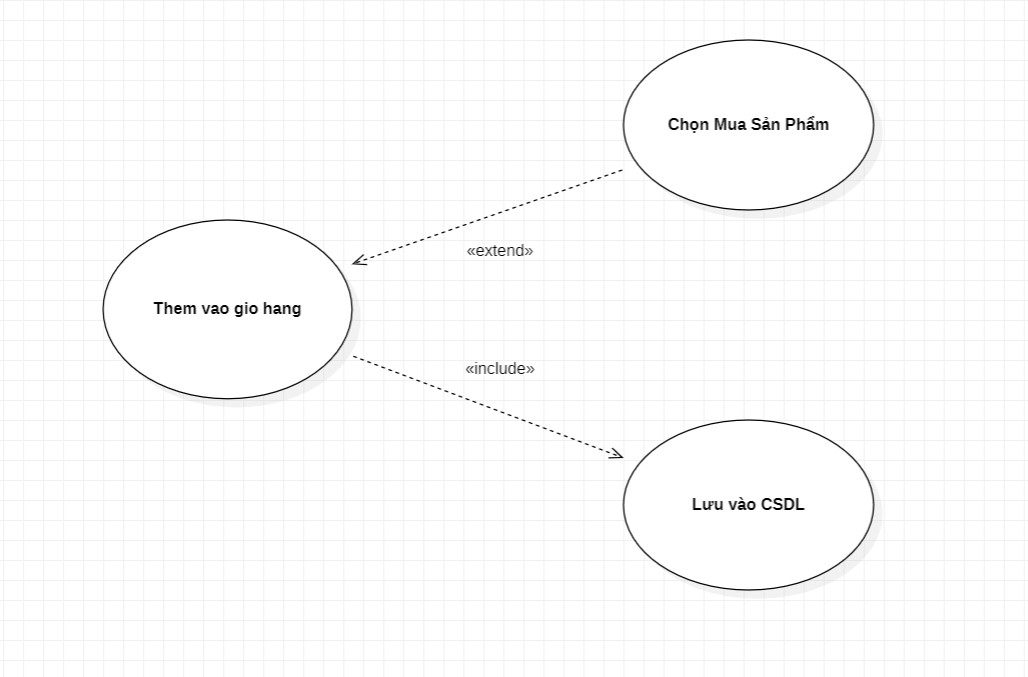 Chọn Mua Sản Phẩm
«extend»
Them vao gio hang
«include»
Lưu vào CSDL